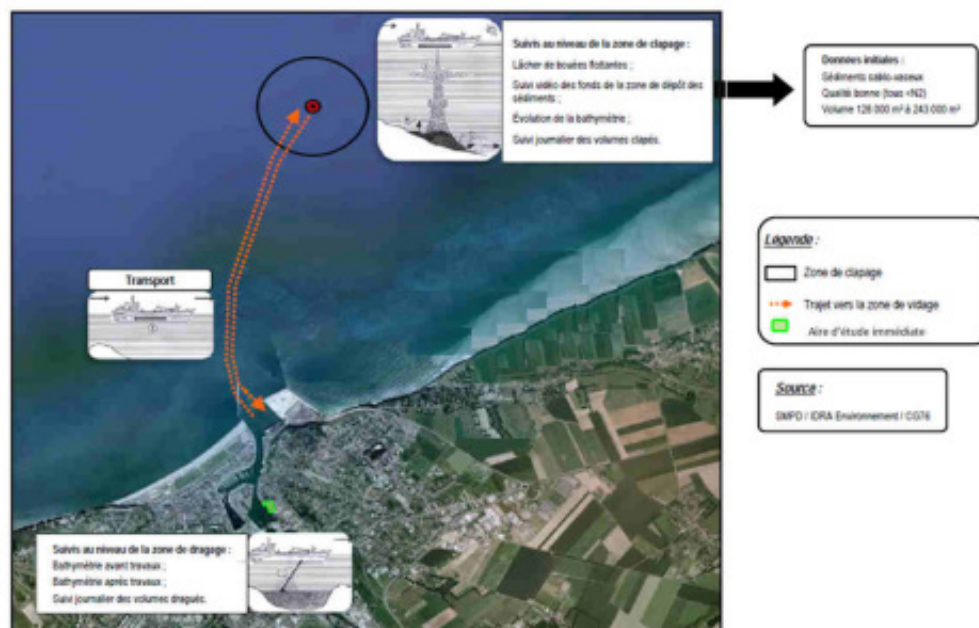 Suivis au niveau de la zone de clapage :
Lâcher de bouées flottantes ;
Suivi vidéo des fonds de la zone de dépôt des
sédiments ;
Évolution de la bathymétrie ;
Suivi journalier des volumes clapés.
Données initiales :
Sédiments sablo-vaseux
Qualité bonne (tous <N2)
Volume 128 000 m³ à 243 000 m³
Transport
Légende :
Zone de clapage
Trajet vers la zone de vidage
Aire d'étude immédiate
Source :
SMPD / IDRA Environnement / CG76
Suivis au niveau de la zone de dragage :
Bathymétrie avant travaux ;
Bathymétrie après travaux ;
Suivi journalier des volumes dragués.